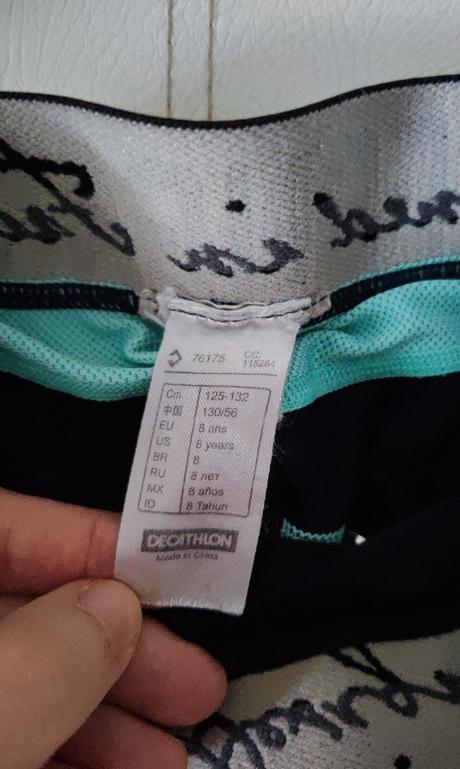 76175 CC:
115264
Cm 125-132
中国 130/56
EU 8 ans
US 8 years
BR 8
RU 8 лет
MX 8 años
ID 8 Tahun
DECATHLON
Made in China